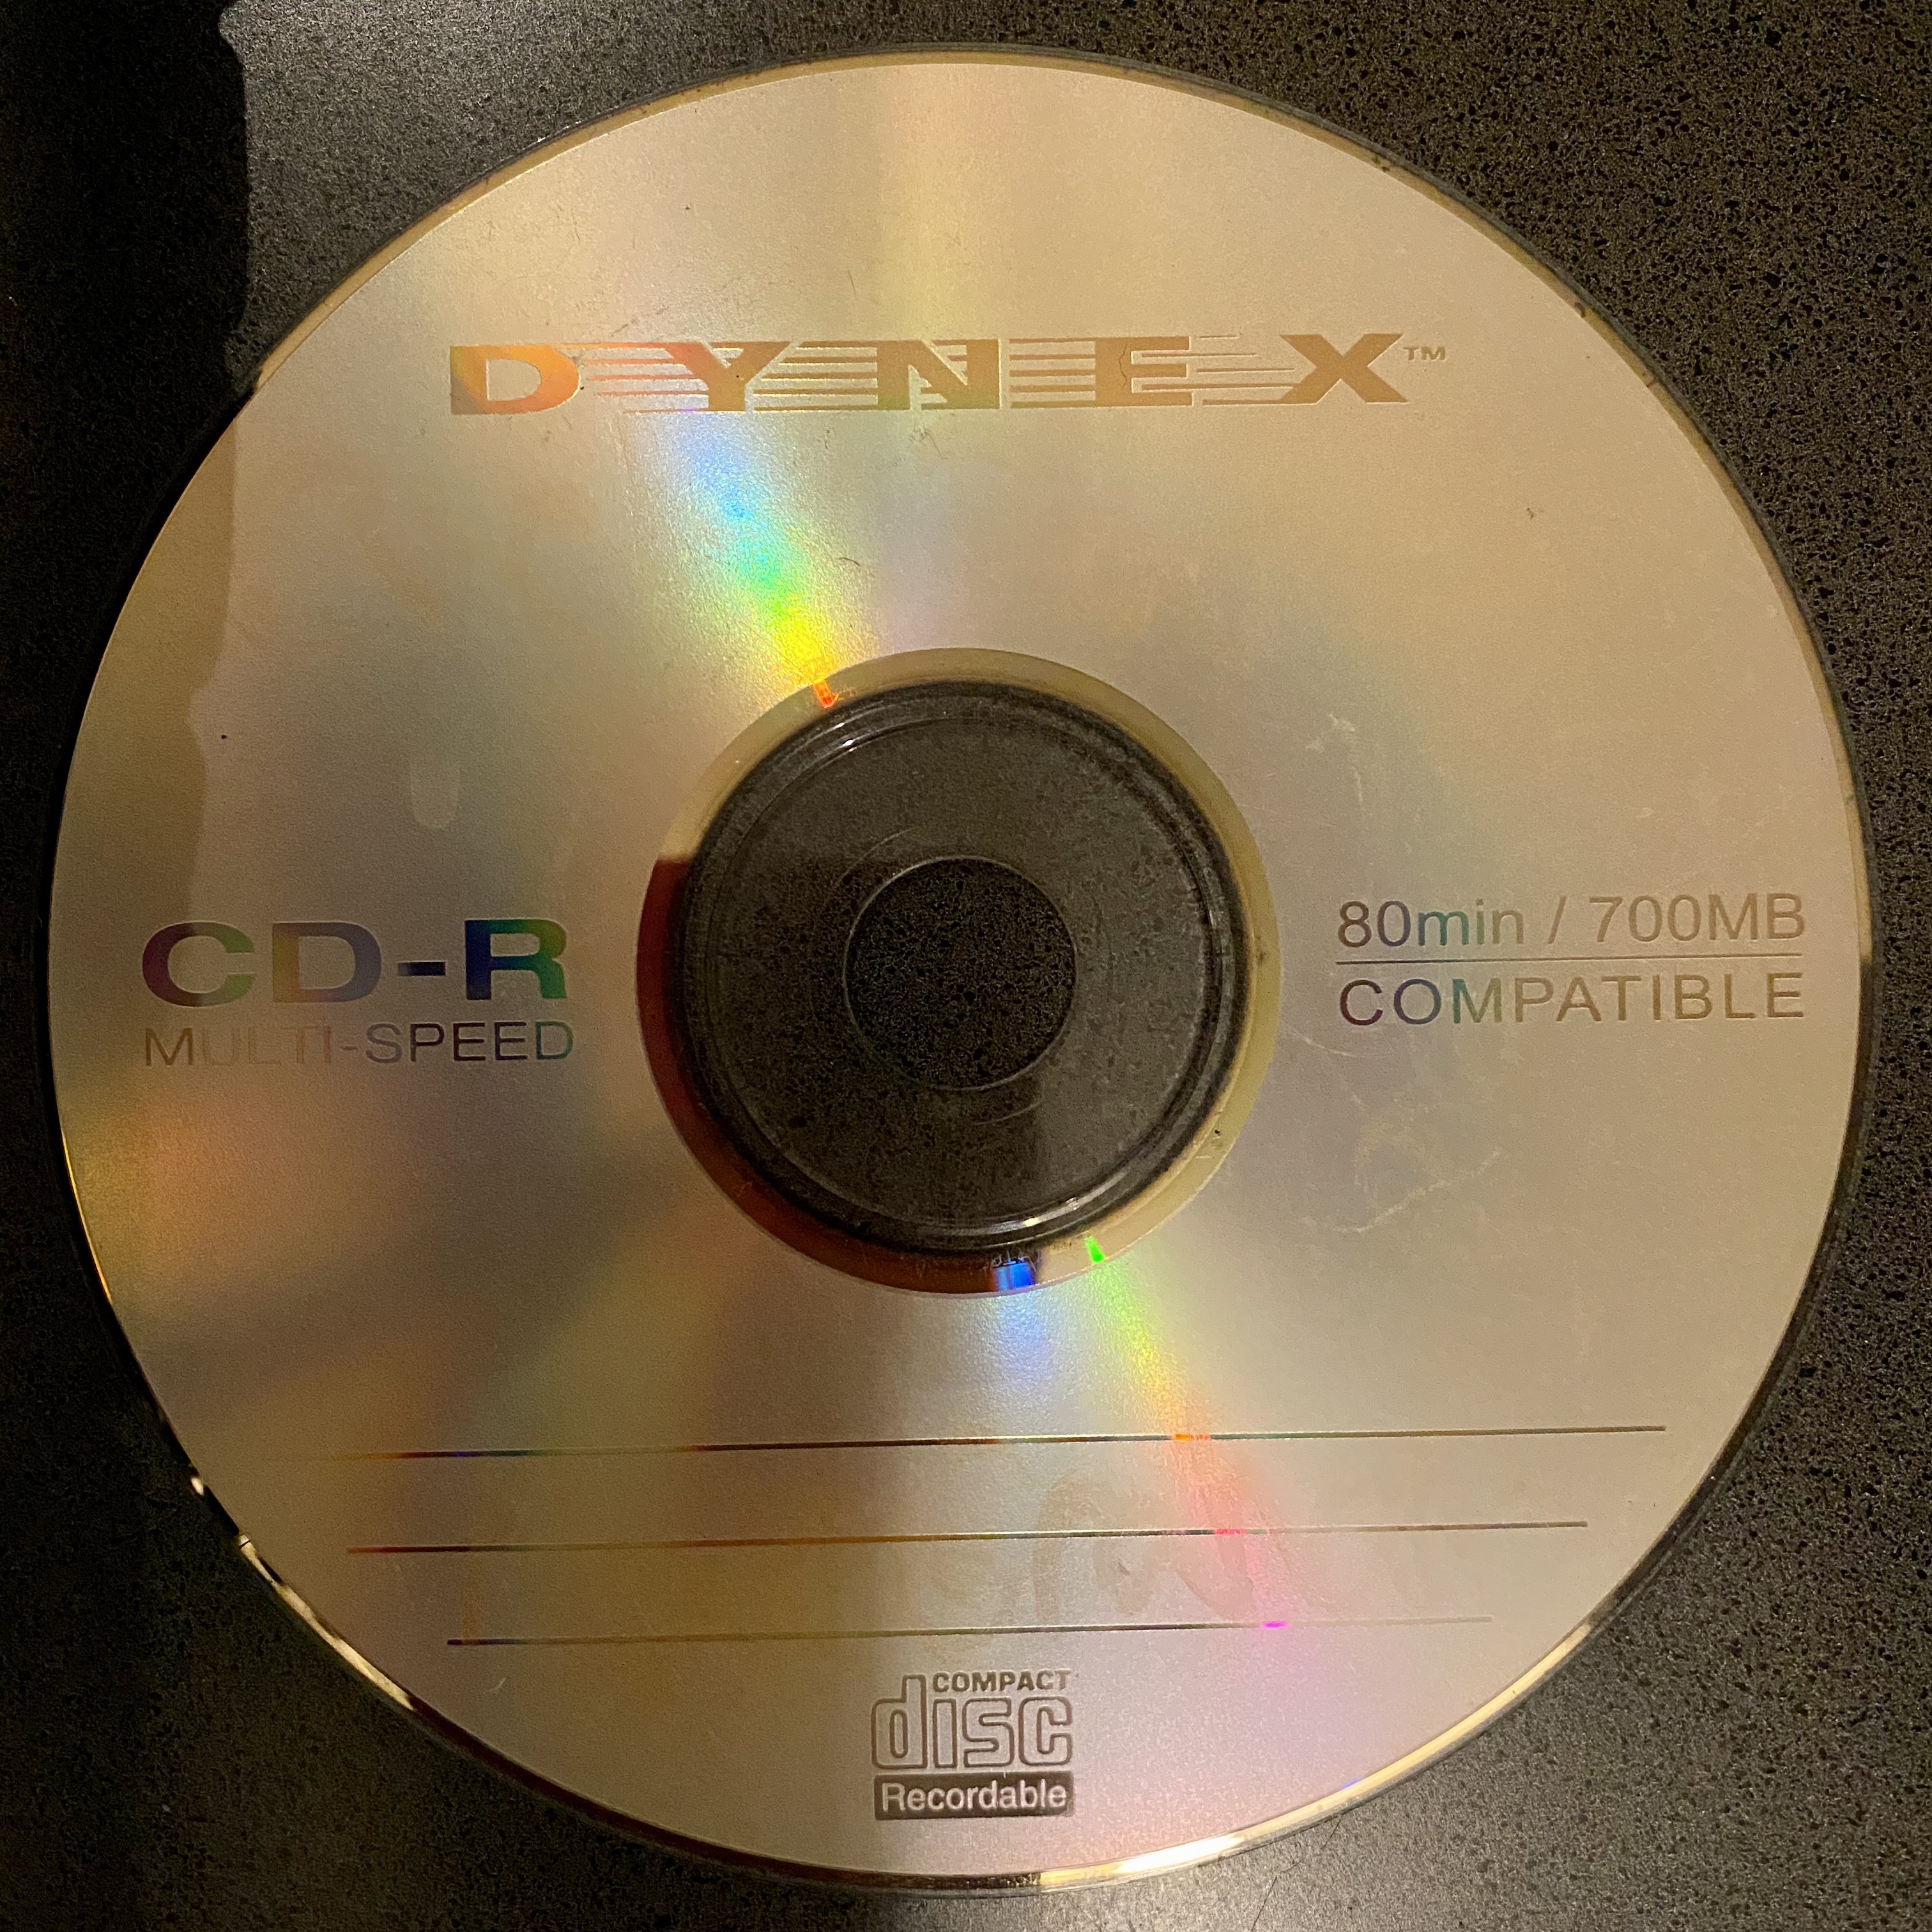 DYNEX™
CD-R
MULTI-SPEED
80min / 700MB
COMPATIBLE
COMPACT
disc
Recordable